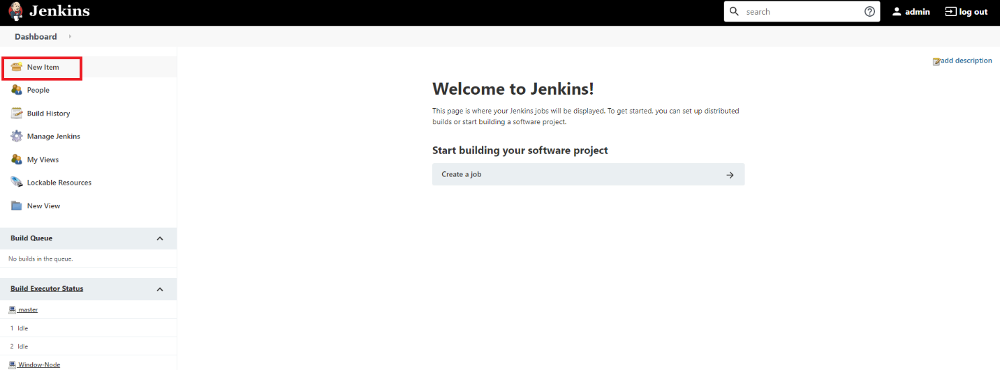 Jenkins
search
admin
log out
Dashboard
New Item
People
Build History
Manage Jenkins
My Views
Lockable Resources
New View
Build Queue
No builds in the queue.
Build Executor Status
master
1 Idle
2 Idle
Window-Node
add description
Welcome to Jenkins!
This page is where your Jenkins jobs will be displayed. To get started, you can set up distributed
builds or start building a software project.
Start building your software project
Create a job